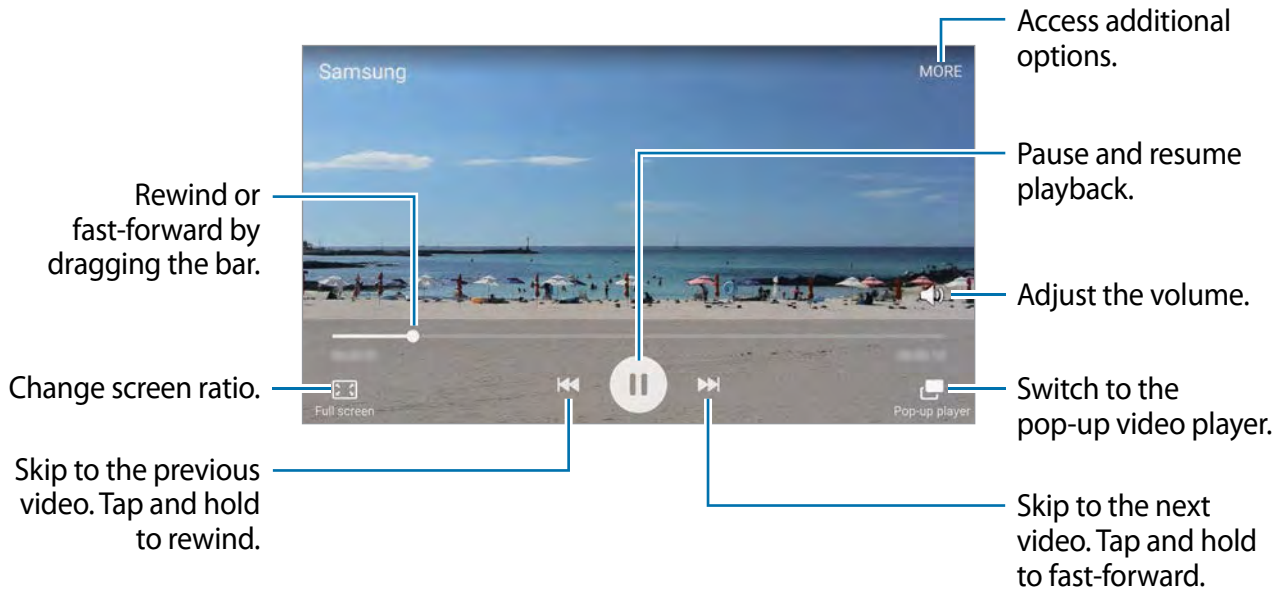 Access additional
options.
Samsung
MORE
Pause and resume
playback.
Rewind or
fast-forward by
dragging the bar.
Adjust the volume.
Change screen ratio.
Full screen
Pop-up player
Switch to the
pop-up video player.
Skip to the previous
video. Tap and hold
to rewind.
Skip to the next
video. Tap and hold
to fast-forward.